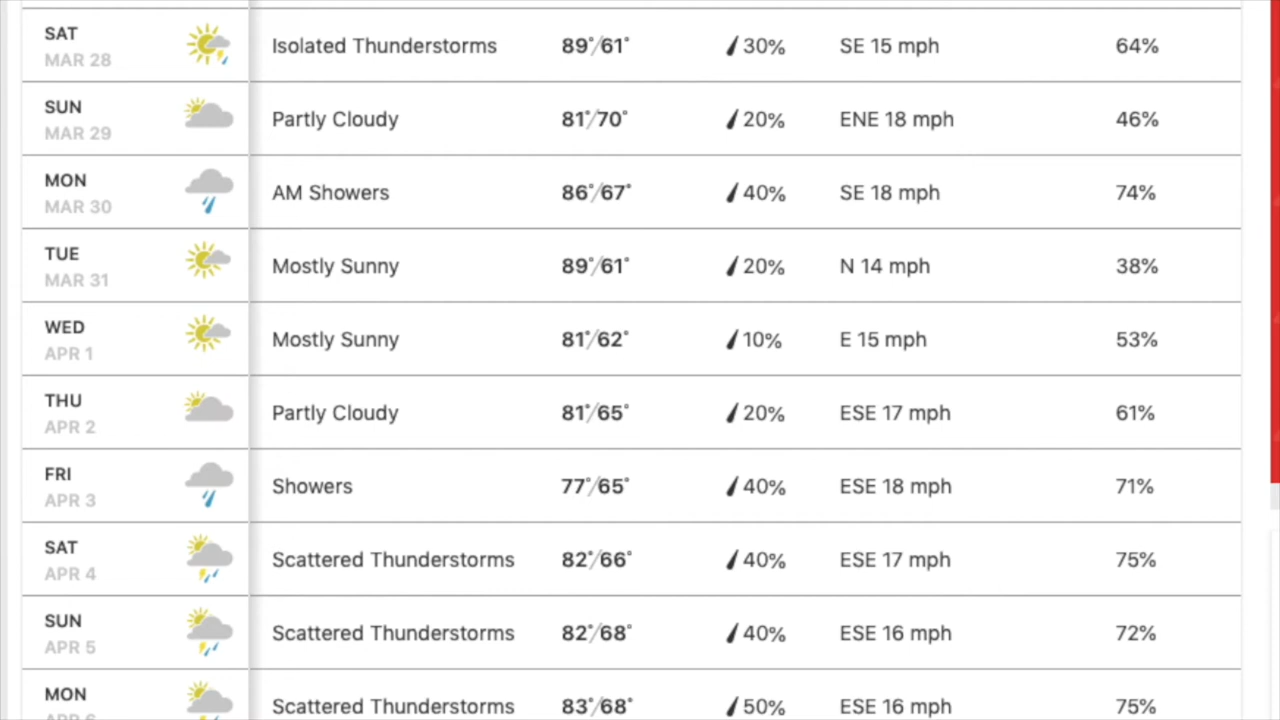 SAT
MAR 28
Isolated Thunderstorms 89°/61° 30% SE 15 mph 64%
SUN
MAR 29
Partly Cloudy 81°/70° 20% ENE 18 mph 46%
MON
MAR 30
AM Showers 86°/67° 40% SE 18 mph 74%
TUE
MAR 31
Mostly Sunny 89°/61° 20% N 14 mph 38%
WED
APR 1
Mostly Sunny 81°/62° 10% E 15 mph 53%
THU
APR 2
Partly Cloudy 81°/65° 20% ESE 17 mph 61%
FRI
APR 3
Showers 77°/65° 40% ESE 18 mph 71%
SAT
APR 4
Scattered Thunderstorms 82°/66° 40% ESE 17 mph 75%
SUN
APR 5
Scattered Thunderstorms 82°/68° 40% ESE 16 mph 72%
MON
APR 6
Scattered Thunderstorms 83°/68° 50% ESE 16 mph 75%